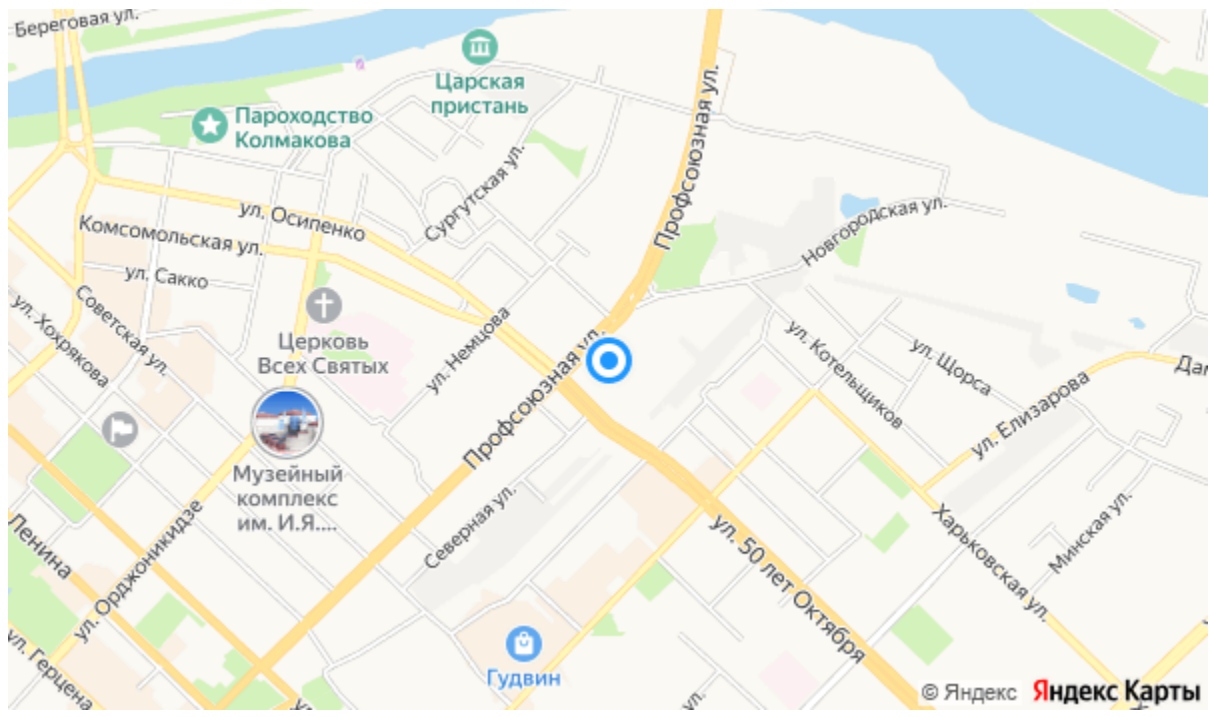 Береговая ул.
Царская
пристань
Пароходство
Колмакова
Профсоюзная ул.
Сургутская ул.
ул. Осипенко
Комсомольская ул.
Новгородская ул.
ул. Сакко
Советская ул.
ул. Хохрякова
Церковь
Всех Святых
ул. Немцова
Профсоюзная ул.
ул. Котельщиков
ул. Щорса
Дам
ул. Елизарова
Музейный
комплекс
им. И.Я....
Северная ул.
Ленина
ул. Орджоникидзе
ул. 50 лет Октября
Харьковская ул.
Минская ул.
ул. Герцена
Гудвин
ул.
© Яндекс Яндекс Карты